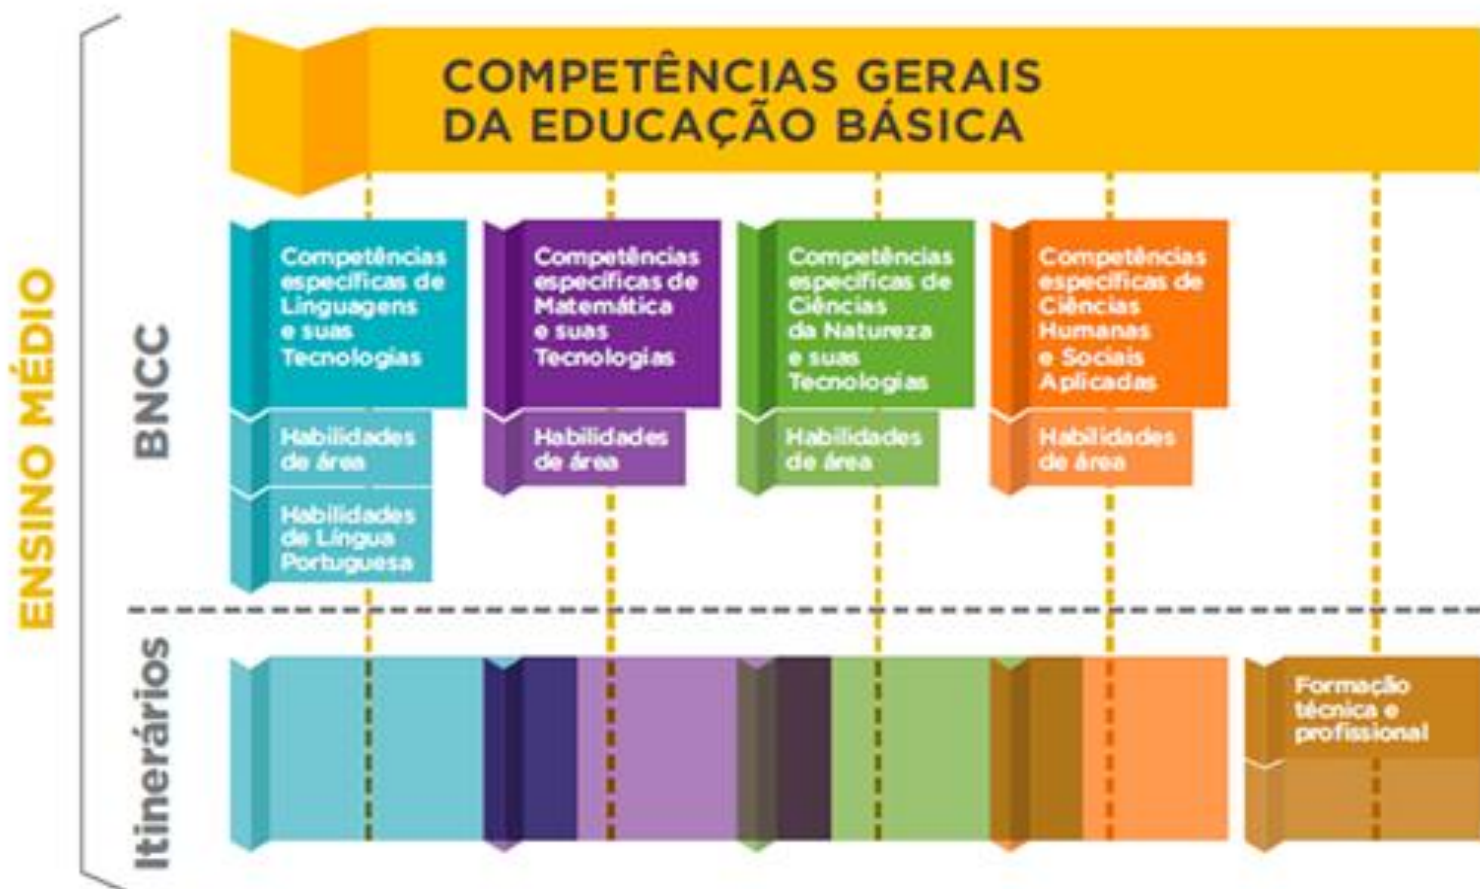 COMPETÊNCIAS GERAIS
DA EDUCAÇÃO BÁSICA
ENSINO MÉDIO
BNCC
Competências
específicas de
Linguagens
e suas
Tecnologias
Habilidades
de área
Habilidades
de Língua
Portuguesa
Competências
específicas de
Matemática
e suas
Tecnologias
Habilidades
de área
Competências
específicas de
Ciências
da Natureza
e suas
Tecnologias
Habilidades
de área
Competências
específicas de
Ciências
Humanas
e Sociais
Aplicadas
Habilidades
de área
Itinerários
Formação
técnica e
profissional